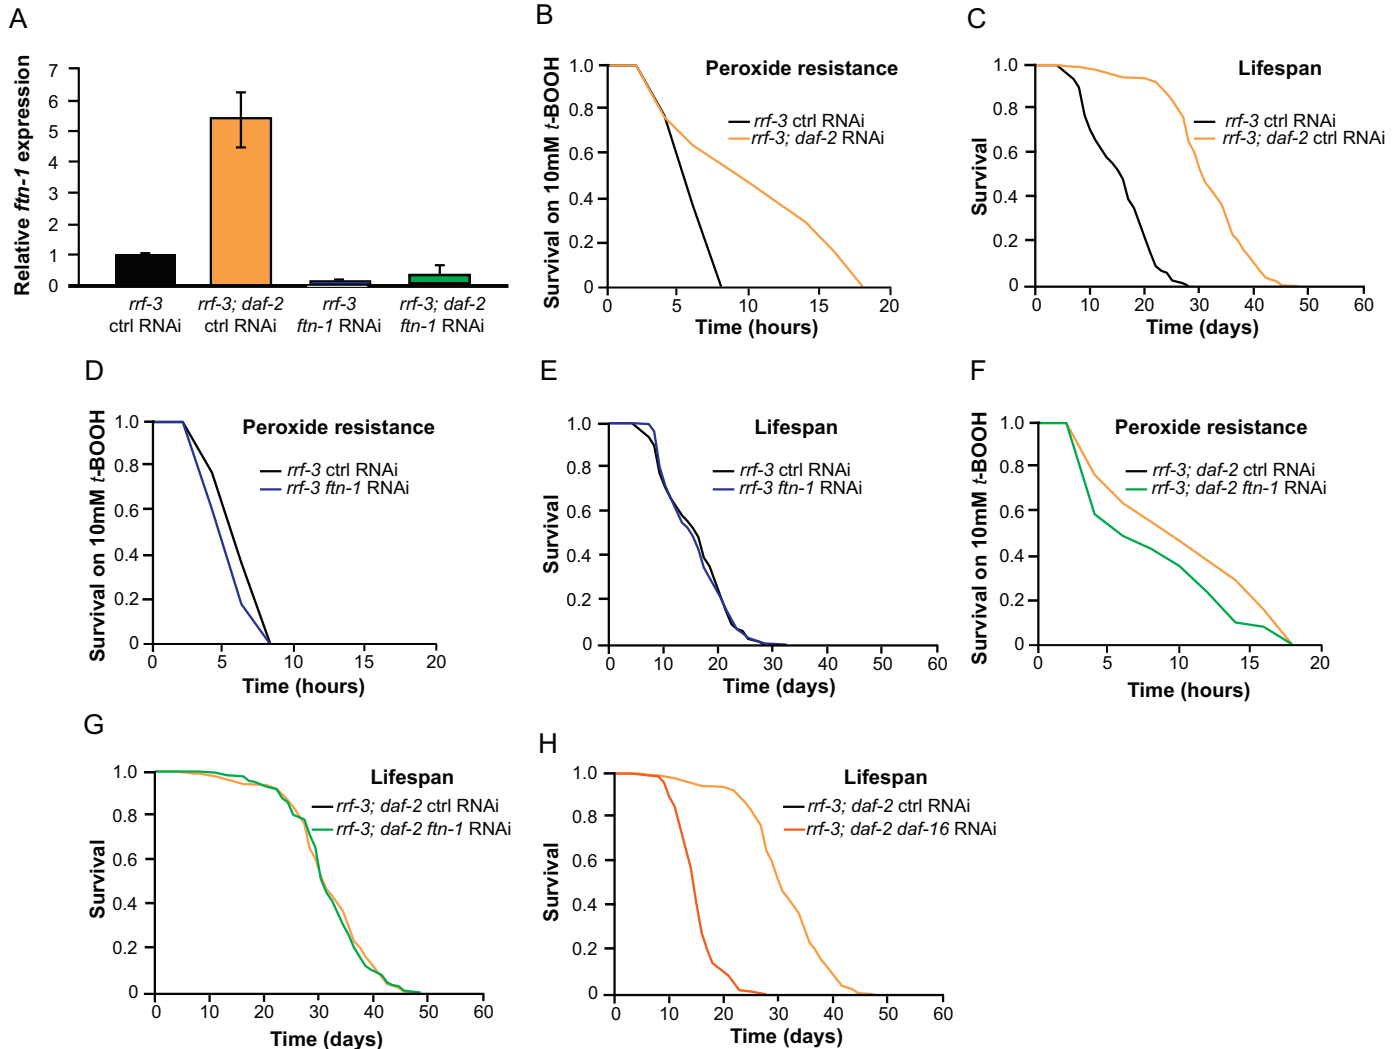 A
Relative ftn-1 expression
7
6
5
4
3
2
1
0
rrf-3
ctrl RNAi
rrf-3; daf-2
ctrl RNAi
rrf-3
ftn-1 RNAi
rrf-3; daf-2
ftn-1 RNAi
B
Survival on 10mM t-BOOH
Peroxide resistance
rrf-3 ctrl RNAi
rrf-3; daf-2 RNAi
1.0
0.8
0.6
0.4
0.2
0
0 5 10 15 20
Time (hours)
C
Survival
Lifespan
rrf-3 ctrl RNAi
rrf-3; daf-2 ctrl RNAi
1.0
0.8
0.6
0.4
0.2
0
0 10 20 30 40 50 60
Time (days)
D
Survival on 10mM t-BOOH
Peroxide resistance
rrf-3 ctrl RNAi
rrf-3 ftn-1 RNAi
1.0
0.8
0.6
0.4
0.2
0
0 5 10 15 20
Time (hours)
E
Survival
Lifespan
rrf-3 ctrl RNAi
rrf-3 ftn-1 RNAi
1.0
0.8
0.6
0.4
0.2
0
0 10 20 30 40 50 60
Time (days)
F
Survival on 10mM t-BOOH
Peroxide resistance
rrf-3; daf-2 ctrl RNAi
rrf-3; daf-2 ftn-1 RNAi
1.0
0.8
0.6
0.4
0.2
0
0 5 10 15 20
Time (hours)
G
Survival
Lifespan
rrf-3; daf-2 ctrl RNAi
rrf-3; daf-2 ftn-1 RNAi
1.0
0.8
0.6
0.4
0.2
0
0 10 20 30 40 50 60
Time (days)
H
Survival
Lifespan
rrf-3; daf-2 ctrl RNAi
rrf-3; daf-2 daf-16 RNAi
1.0
0.8
0.6
0.4
0.2
0
0 10 20 30 40 50 60
Time (days)